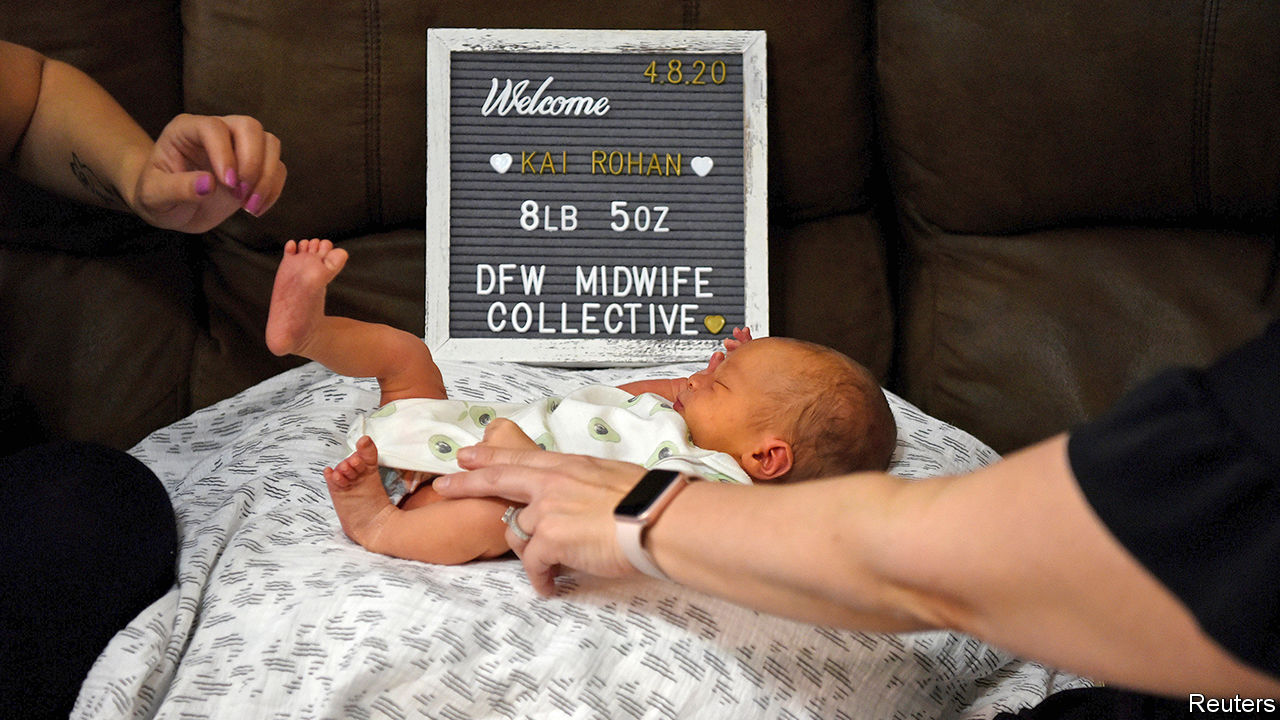 4.8.20
Welcome
KAI ROHAN
8LB 5OZ
DFW MIDWIFE
COLLECTIVE
Reuters